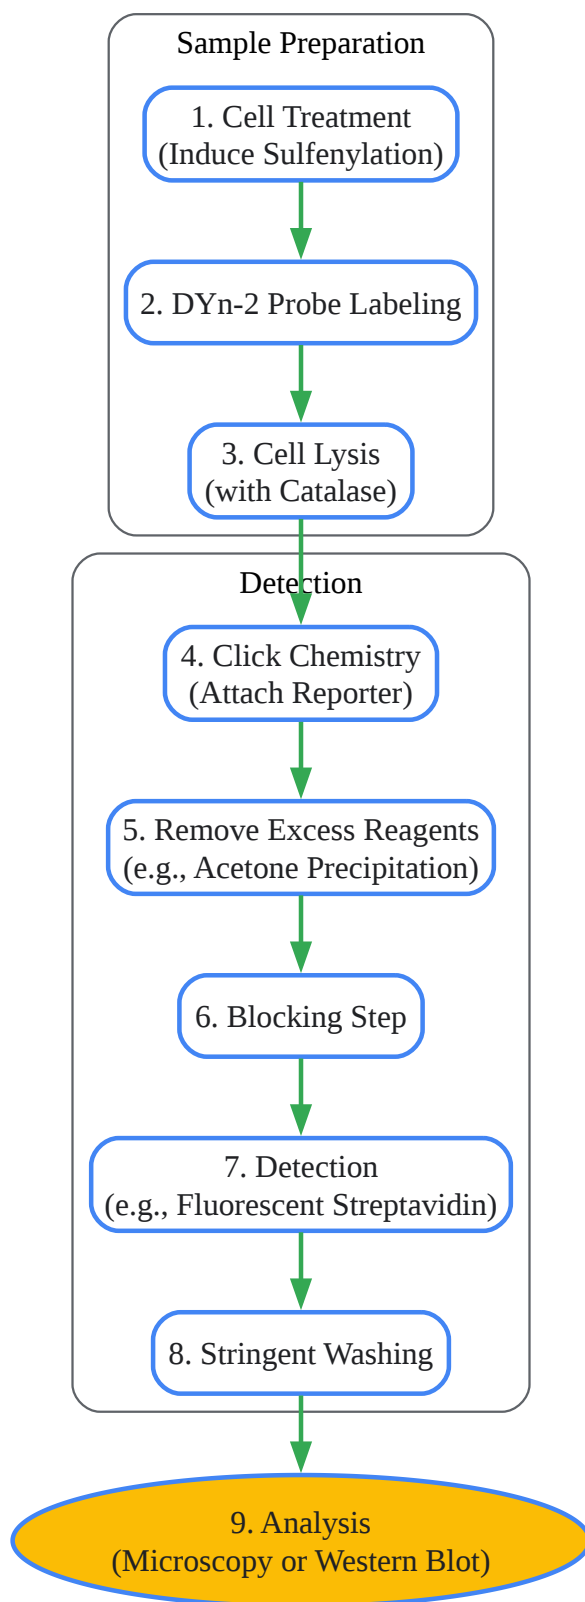 Sample Preparation
1. Cell Treatment
(Induce Sulfenylation)
2. DYn-2 Probe Labeling
3. Cell Lysis
(with Catalase)
Detection
4. Click Chemistry
(Attach Reporter)
5. Remove Excess Reagents
(e.g., Acetone Precipitation)
6. Blocking Step
7. Detection
(e.g., Fluorescent Streptavidin)
8. Stringent Washing
9. Analysis
(Microscopy or Western Blot)